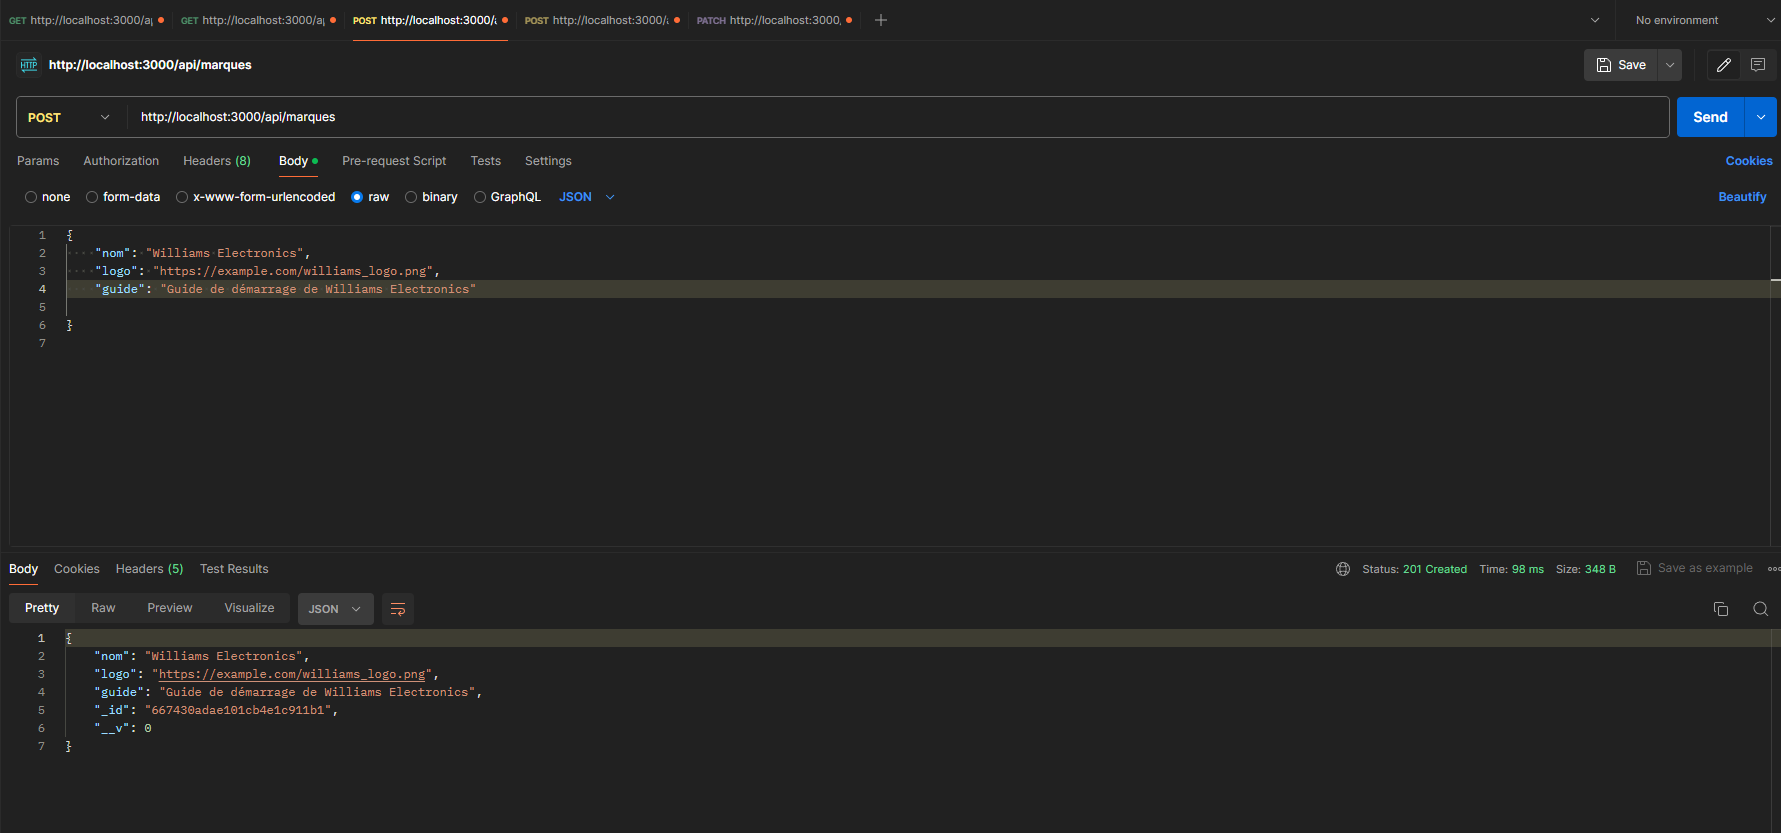 GET http://localhost:3000/a GET http://localhost:3000/a POST http://localhost:3000/ POST http://localhost:3000/ PATCH http://localhost:3000, No environment
HTTP http://localhost:3000/api/marques Save
POST http://localhost:3000/api/marques Send
Params Authorization Headers (8) Body Pre-request Script Tests Settings Cookies
none form-data x-www-form-urlencoded raw binary GraphQL JSON Beautify
1 {
2 "nom": "Williams Electronics",
3 "logo": "https://example.com/williams_logo.png",
4 "guide": "Guide de démarrage de Williams Electronics"
5
6 }
7
Body Cookies Headers (5) Test Results Status: 201 Created Time: 98 ms Size: 348 B Save as example
Pretty Raw Preview Visualize JSON
1 {
2 "nom": "Williams Electronics",
3 "logo": "https://example.com/williams_logo.png",
4 "guide": "Guide de démarrage de Williams Electronics",
5 "_id": "667430adae101cb4e1c911b1",
6 "__v": 0
7 }